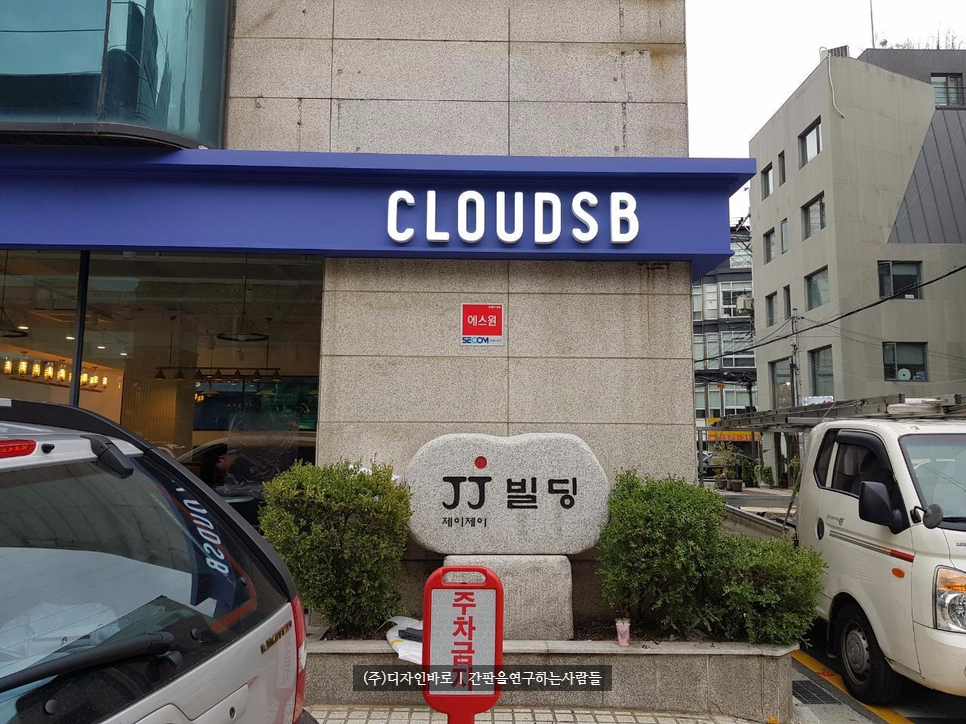 CLOUDSB
에스원
SECOM
JJ 빌딩
제이제이
주차금지
(주)디자인바로 | 간판을연구하는사람들